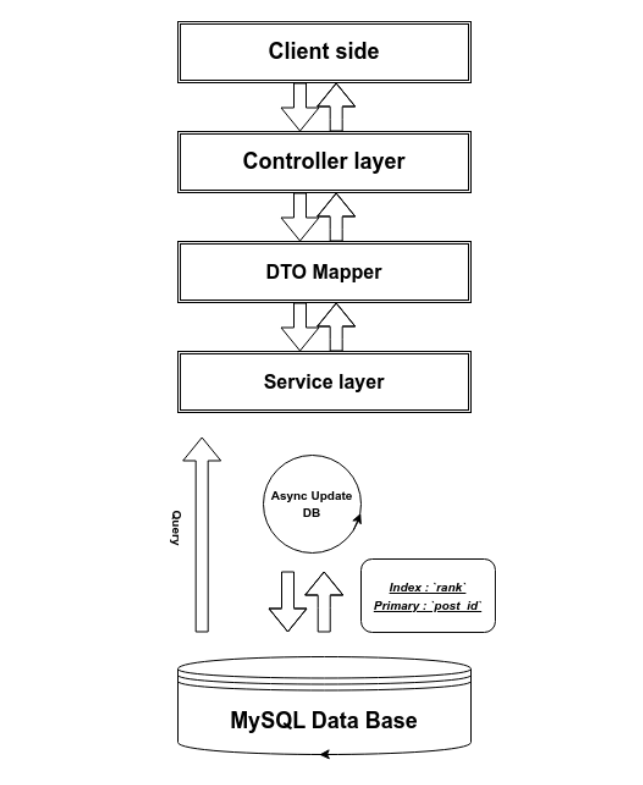 Client side
Controller layer
DTO Mapper
Service layer
Query
Async Update
DB
Index : `rank`
Primary : `post_id`
MySQL Data Base